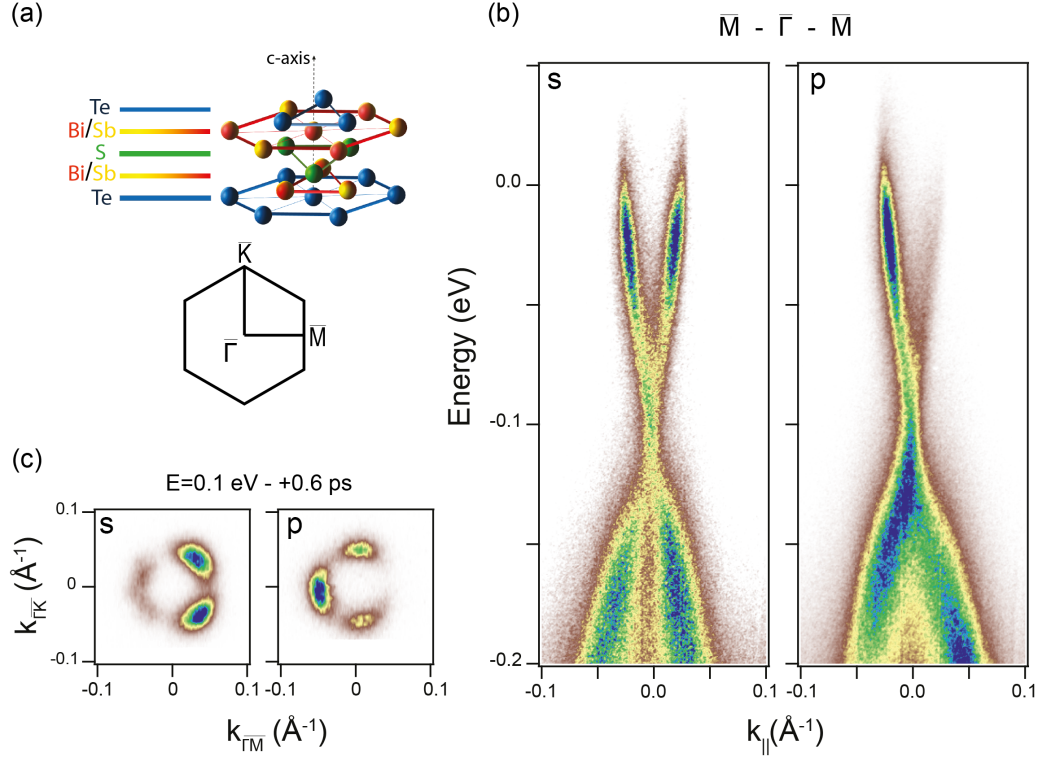 (a)
c-axis
Te
Bi/Sb
S
Bi/Sb
Te
K̅
Γ̅
M̅
(b)
M̅ - Γ̅ - M̅
s
p
0.0
-0.1
-0.2
Energy (eV)
-0.1
0.0
0.1
-0.1
0.0
0.1
k||(Å⁻¹)
(c)
E=0.1 eV - +0.6 ps
s
p
0.1
0
-0.1
k_Γ̅K̅ (Å⁻¹)
-0.1
0
0.1
-0.1
0
0.1
k_Γ̅M̅ (Å⁻¹)